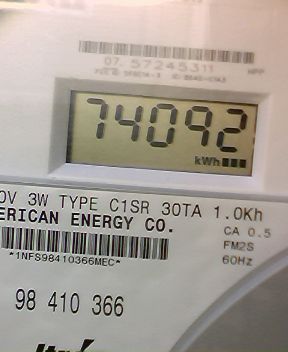 07. 57245311
HPP
74092
kWh
0V 3W TYPE C1SR 30TA 1.0Kh
ERICAN ENERGY CO.
CA 0.5
FM2S
60Hz
*1NFS98410366MEC*
98 410 366